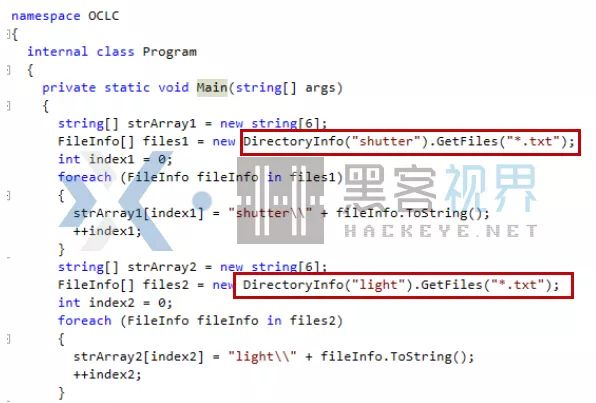 namespace OCLC
{
internal class Program
{
private static void Main(string[] args)
{
string[] strArray1 = new string[6];
FileInfo[] files1 = new DirectoryInfo("shutter").GetFiles("*.txt");
int index1 = 0;
foreach (FileInfo fileInfo in files1)
{
strArray1[index1] = "shutter\\" + fileInfo.ToString();
++index1;
}
string[] strArray2 = new string[6];
FileInfo[] files2 = new DirectoryInfo("light").GetFiles("*.txt");
int index2 = 0;
foreach (FileInfo fileInfo in files2)
{
strArray2[index2] = "light\\" + fileInfo.ToString();
++index2;
}
黑客视界
HACKEYE.NET